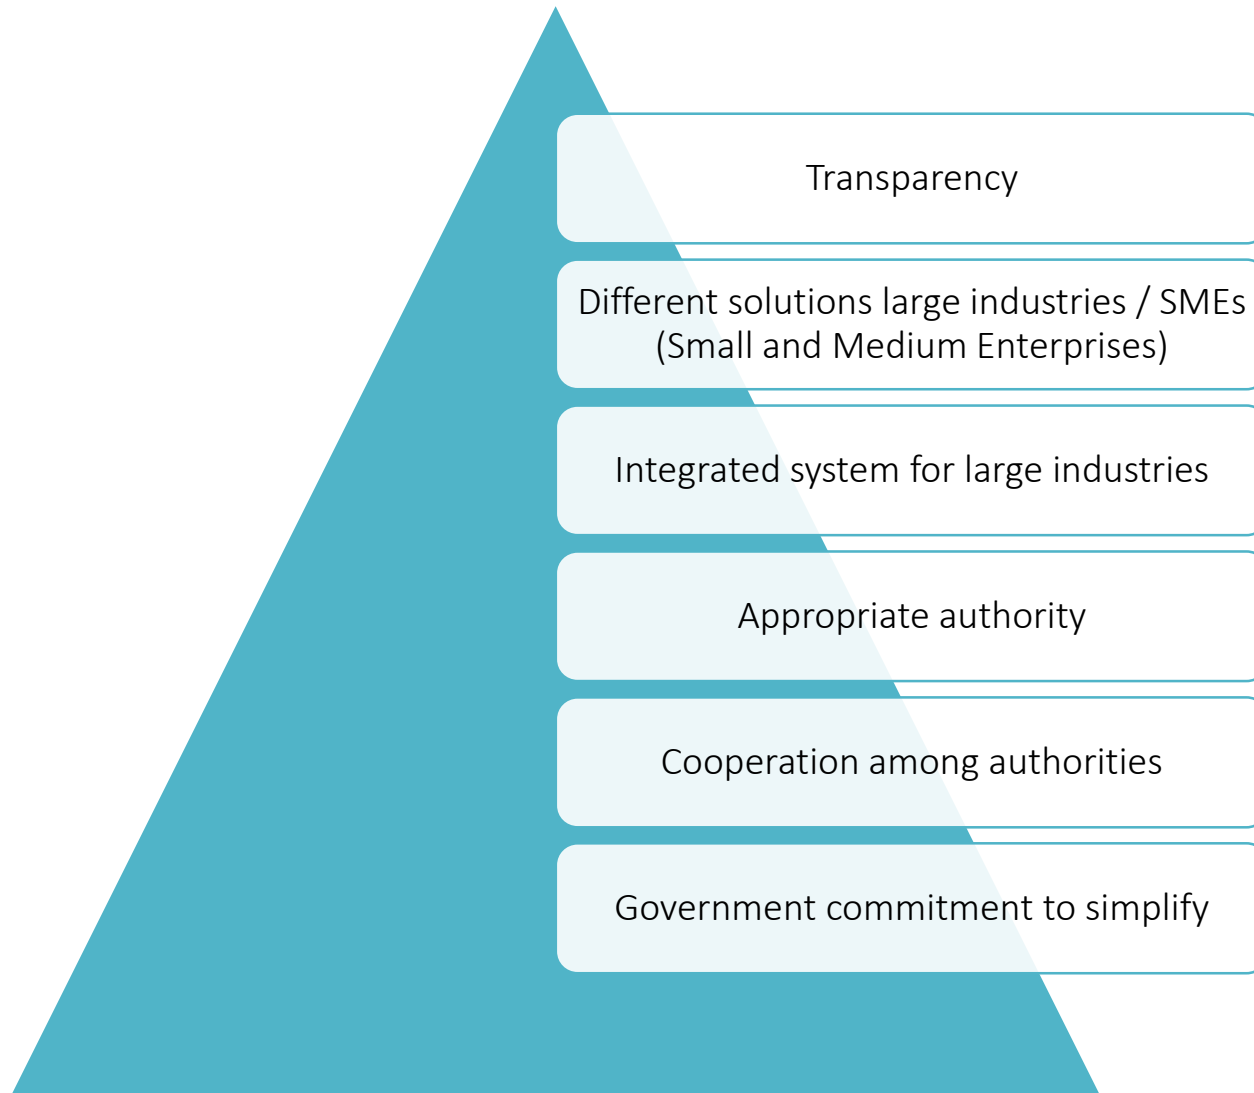 Transparency
Different solutions large industries / SMEs
(Small and Medium Enterprises)
Integrated system for large industries
Appropriate authority
Cooperation among authorities
Government commitment to simplify